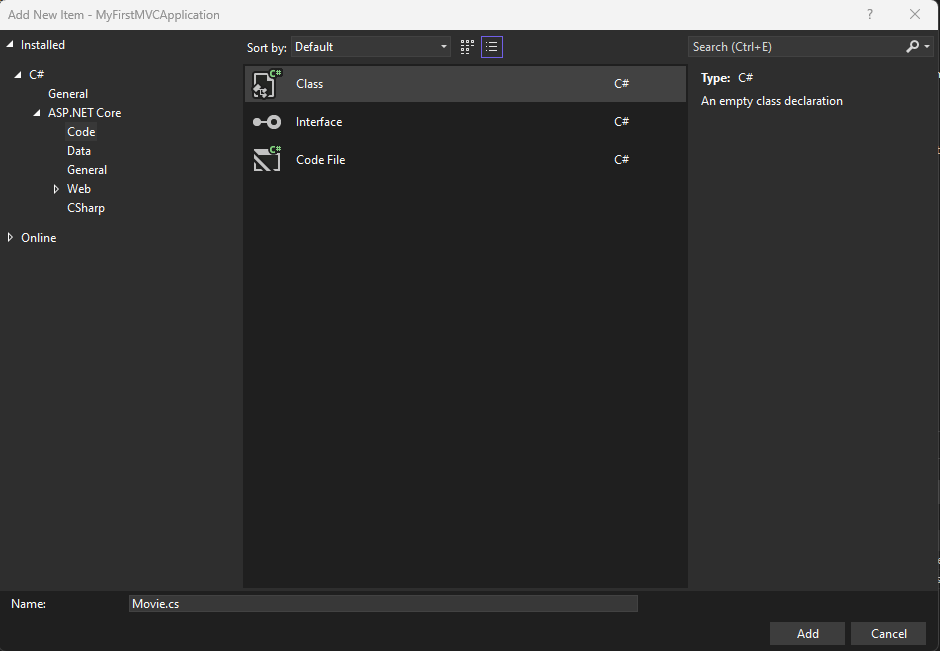 Add New Item - MyFirstMVCApplication ?
Installed
C#
General
ASP.NET Core
Code
Data
General
Web
CSharp
Online
Sort by: Default
Class C#
Interface C#
Code File C#
Search (Ctrl+E)
Type: C#
An empty class declaration
Name: Movie.cs
Add Cancel